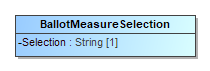 BallotMeasureSelection
-Selection : String [1]